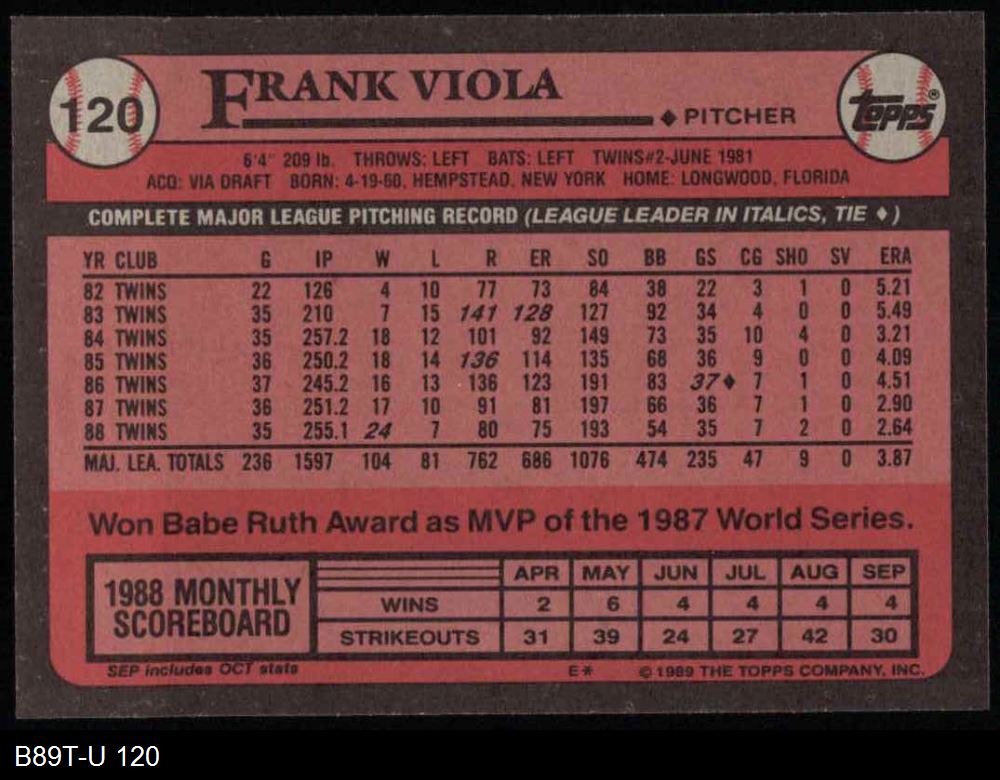 120
FRANK VIOLA
♦ PITCHER
Topps®
6'4" 209 lb. THROWS: LEFT BATS: LEFT TWINS#2-JUNE 1981
ACQ: VIA DRAFT BORN: 4-19-60, HEMPSTEAD, NEW YORK HOME: LONGWOOD, FLORIDA
COMPLETE MAJOR LEAGUE PITCHING RECORD (LEAGUE LEADER IN ITALICS, TIE ♦)
YR CLUB G IP W L R ER SO BB GS CG SHO SV ERA
82 TWINS 22 126 4 10 77 73 84 38 22 3 1 0 5.21
83 TWINS 35 210 7 15 141 128 127 92 34 4 0 0 5.49
84 TWINS 35 257.2 18 12 101 92 149 73 35 10 4 0 3.21
85 TWINS 36 250.2 18 14 136 114 135 68 36 9 0 0 4.09
86 TWINS 37 245.2 16 13 136 123 191 83 37♦ 7 1 0 4.51
87 TWINS 36 251.2 17 10 91 81 197 66 36 7 1 0 2.90
88 TWINS 35 255.1 24 7 80 75 193 54 35 7 2 0 2.64
MAJ. LEA. TOTALS 236 1597 104 81 762 686 1076 474 235 47 9 0 3.87
Won Babe Ruth Award as MVP of the 1987 World Series.
1988 MONTHLY
SCOREBOARD
APR MAY JUN JUL AUG SEP
WINS 2 6 4 4 4 4
STRIKEOUTS 31 39 24 27 42 30
SEP includes OCT stats
E* © 1989 THE TOPPS COMPANY, INC.
B89T-U 120